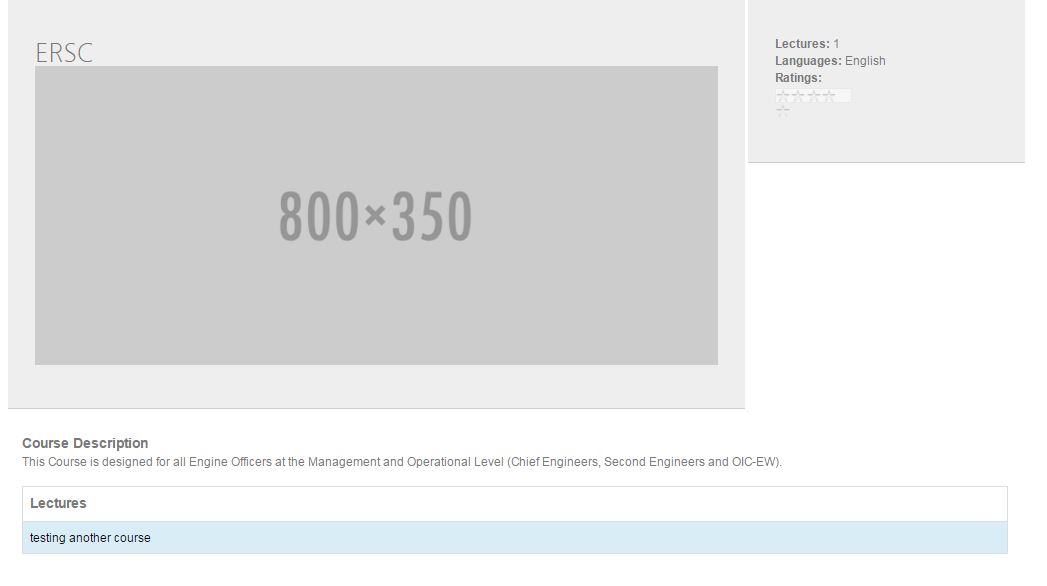 ERSC
800×350
Lectures: 1
Languages: English
Ratings:
Course Description
This Course is designed for all Engine Officers at the Management and Operational Level (Chief Engineers, Second Engineers and OIC-EW).
Lectures
testing another course